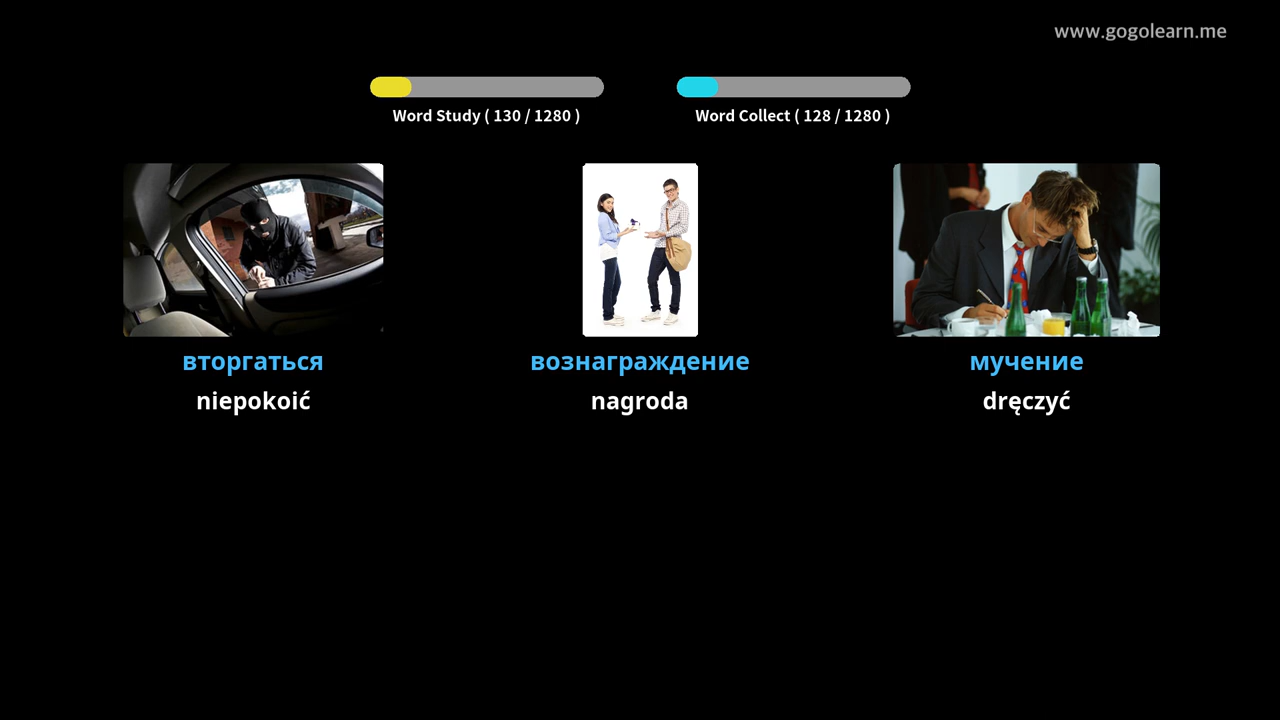 www.gogolearn.me
Word Study ( 130 / 1280 )
Word Collect ( 128 / 1280 )
вторгаться
niepokoić
вознаграждение
nagroda
мучение
dręczyć